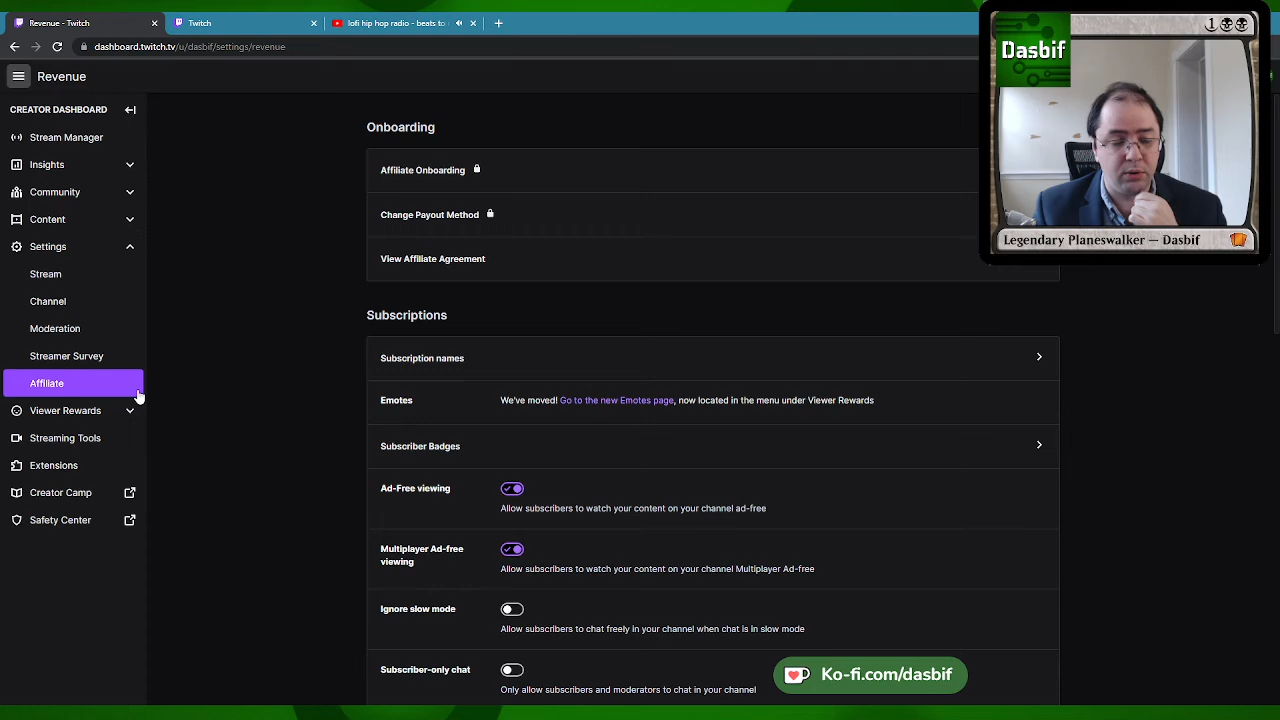 Revenue - Twitch
Twitch
lofi hip hop radio - beats to
dashboard.twitch.tv/u/dasbif/settings/revenue
Revenue
1
Dasbif
Legendary Planeswalker — Dasbif
CREATOR DASHBOARD
Stream Manager
Insights
Community
Content
Settings
Stream
Channel
Moderation
Streamer Survey
Affiliate
Viewer Rewards
Streaming Tools
Extensions
Creator Camp
Safety Center
Onboarding
Affiliate Onboarding
Change Payout Method
View Affiliate Agreement
Subscriptions
Subscription names
Emotes
We've moved! Go to the new Emotes page, now located in the menu under Viewer Rewards
Subscriber Badges
Ad-Free viewing
Allow subscribers to watch your content on your channel ad-free
Multiplayer Ad-free
viewing
Allow subscribers to watch your content on your channel Multiplayer Ad-free
Ignore slow mode
Allow subscribers to chat freely in your channel when chat is in slow mode
Subscriber-only chat
Only allow subscribers and moderators to chat in your channel
Ko-fi.com/dasbif